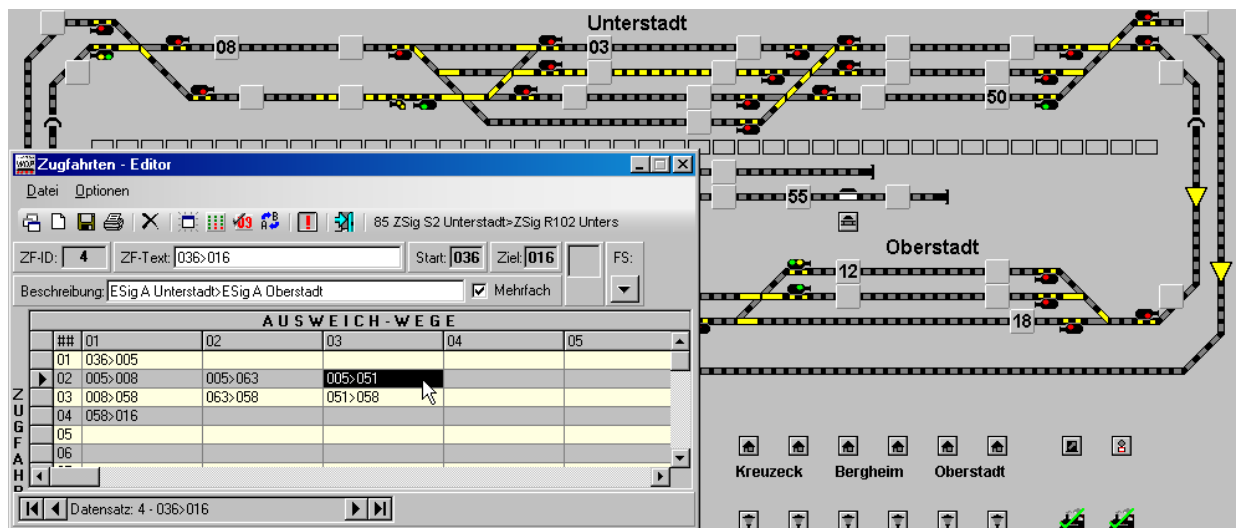 Unterstadt
08
03
50
55
Oberstadt
12
18
Zugfahrten - Editor
Datei Optionen
85 ZSig S2 Unterstadt>ZSig R102 Unters
ZF-ID: 4 ZF-Text: 036>016 Start: 036 Ziel: 016 FS:
Beschreibung: ESig A Unterstadt>ESig A Oberstadt Mehrfach
AUSWEICH-WEGE
## 01 02 03 04 05
01 036>005
02 005>008 005>063 005>051
03 008>058 063>058 051>058
04 058>016
05
06
ZUGFAH
Datensatz: 4 - 036>016
Kreuzeck Bergheim Oberstadt